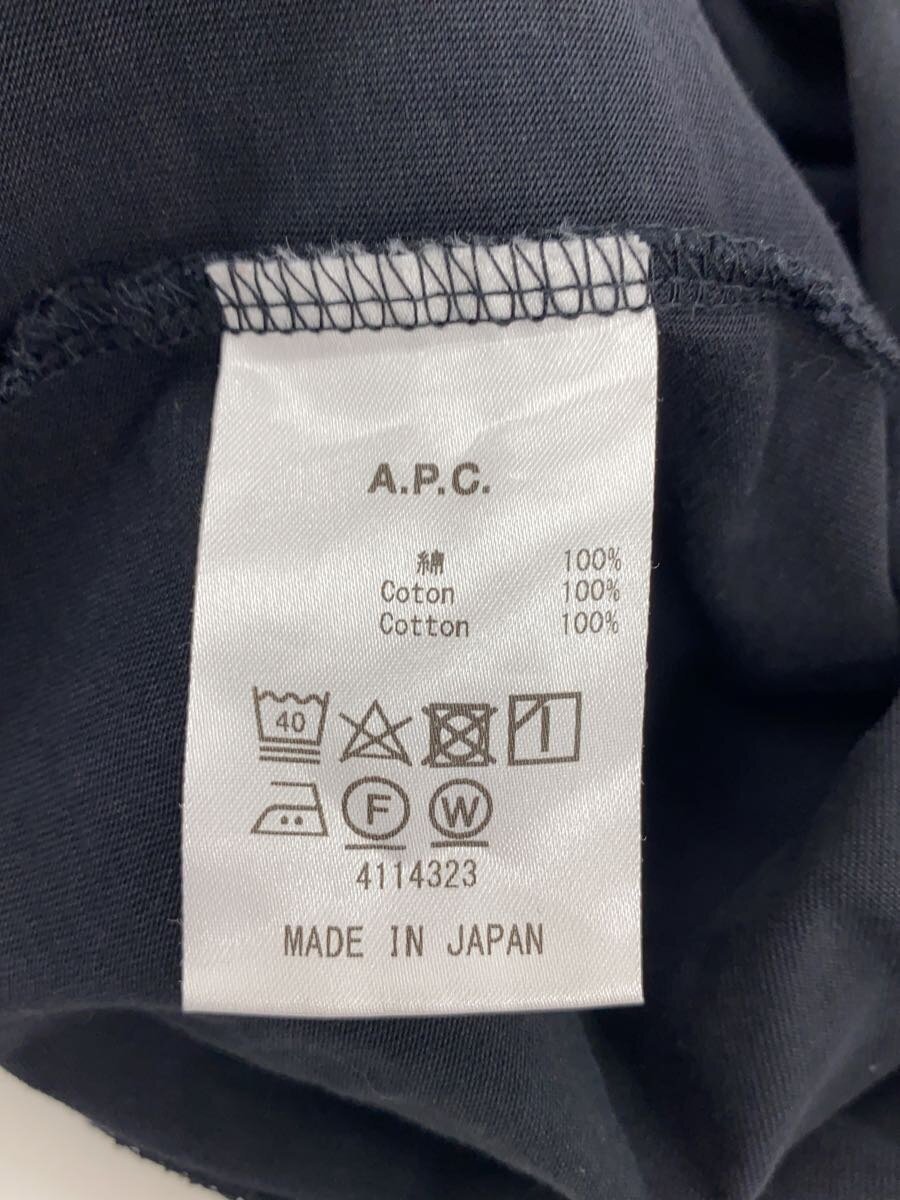 A.P.C.
綿 100%
Coton 100%
Cotton 100%
40
F W
4114323
MADE IN JAPAN